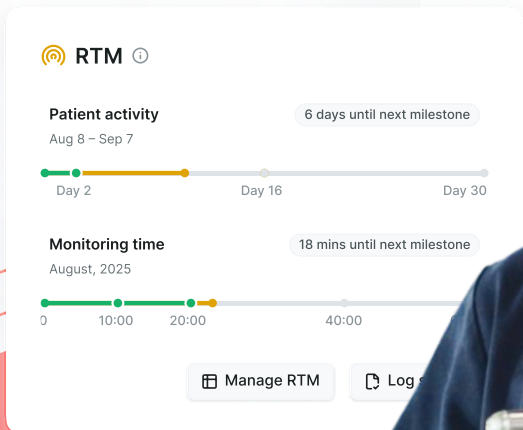 RTM
Patient activity
6 days until next milestone
Aug 8 – Sep 7
Day 2
Day 16
Day 30
Monitoring time
18 mins until next milestone
August, 2025
0
10:00
20:00
40:00
Manage RTM
Log